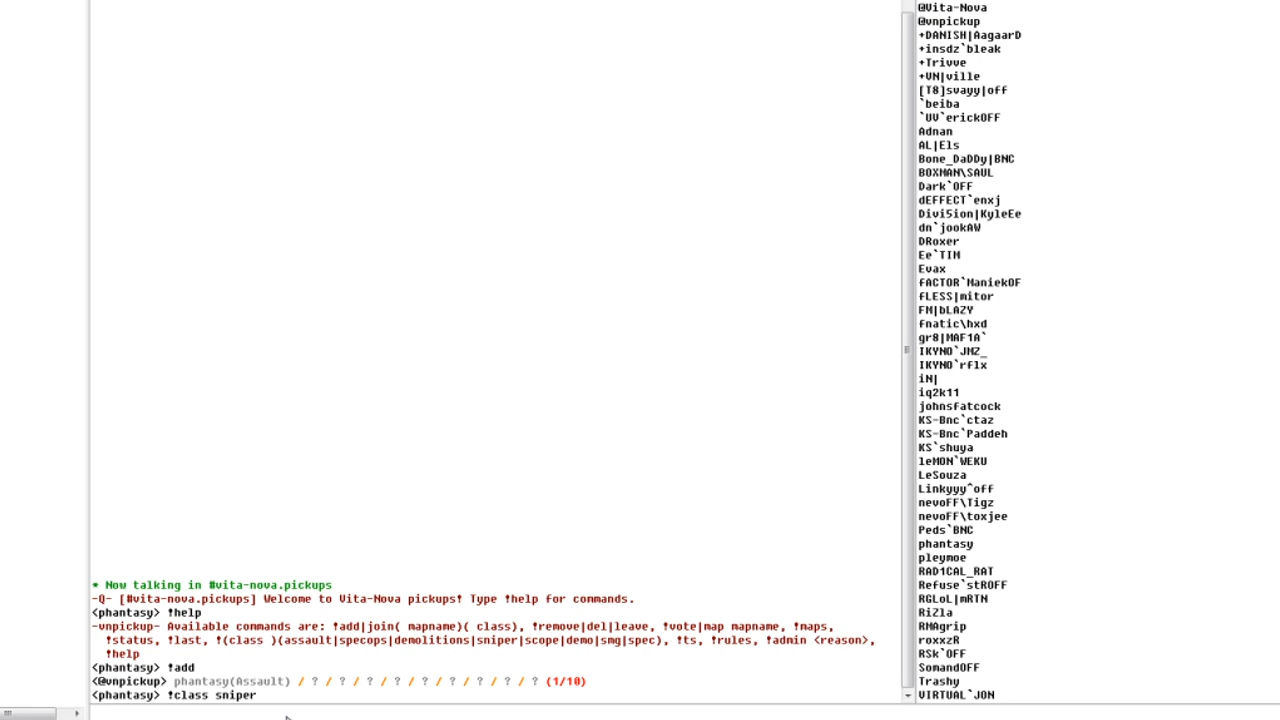 * Now talking in #vita-nova.pickups
-Q- [#vita-nova.pickups] Welcome to Vita-Nova pickups! Type !help for commands.
<phantasy> !help
-vnpickup- Available commands are: !add|join( mapname)( class), !remove|del|leave, !vote|map mapname, !maps,
!status, !last, !(class )(assault|specops|demolitions|sniper|scope|demo|smg|spec), !ts, !rules, !admin <reason>,
!help
<phantasy> !add
<@vnpickup> phantasy(Assault) / ? / ? / ? / ? / ? / ? / ? / ? / ? (1/10)
<phantasy> !class sniper
@Vita-Nova
@vnpickup
+DANISH|AagaarD
+insdz`bleak
+Trivve
+VN|ville
[T8]svayy|off
`beiba
`UV`erickOFF
Adnan
AL|Els
Bone_DaDDy|BNC
BOXMAN\SAUL
Dark`OFF
dEFFECT`enxj
Divi5ion|KyleEe
dn`jookAW
DRoxer
Ee`TIM
Evax
fACTOR`ManiekOF
fLESS|mitor
FM|bLAZY
fnatic\hxd
gr8|MAF1A`
IKYNO`JMZ_
IKYNO`rflx
iN|
iq2k11
johnsfatcock
KS-Bnc`ctaz
KS-Bnc`Paddeh
KS`shuya
leMON`WEKU
LeSouza
Linkyyy^off
nevoFF\Tigz
nevoFF\toxjee
Peds`BNC
phantasy
pleymoe
RAD1CAL_RAT
Refuse`stROFF
RGLoL|mRTN
RiZla
RMAgrip
roxxzR
RSk`OFF
SomandOFF
Trashy
VIRTUAL`JON